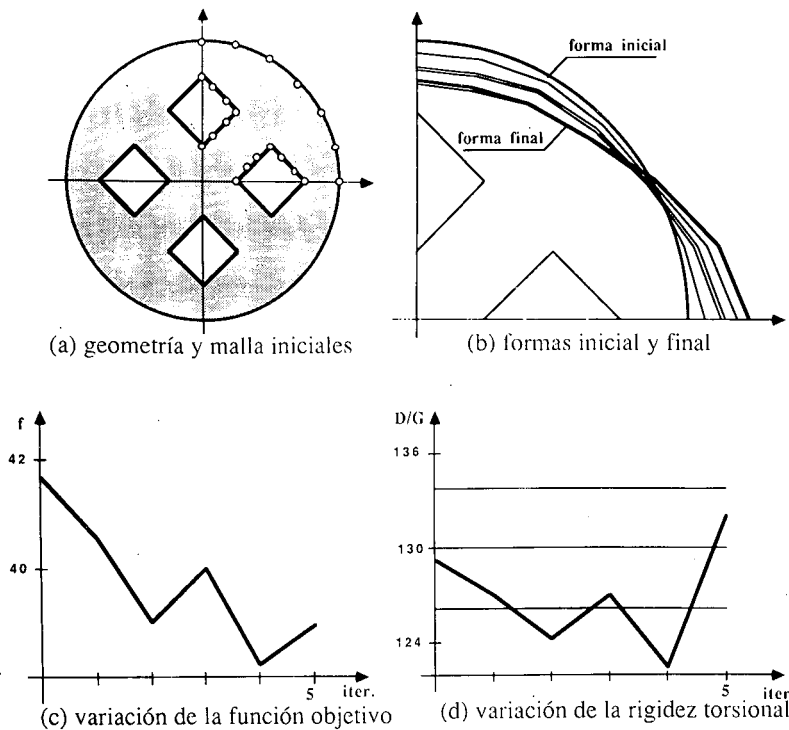 forma inicial
forma final
(a) geometría y malla iniciales
(b) formas inicial y final
f
42
40
5
iter.
(c) variación de la función objetivo
D/G
136
130
124
5
iter
(d) variación de la rigidez torsional